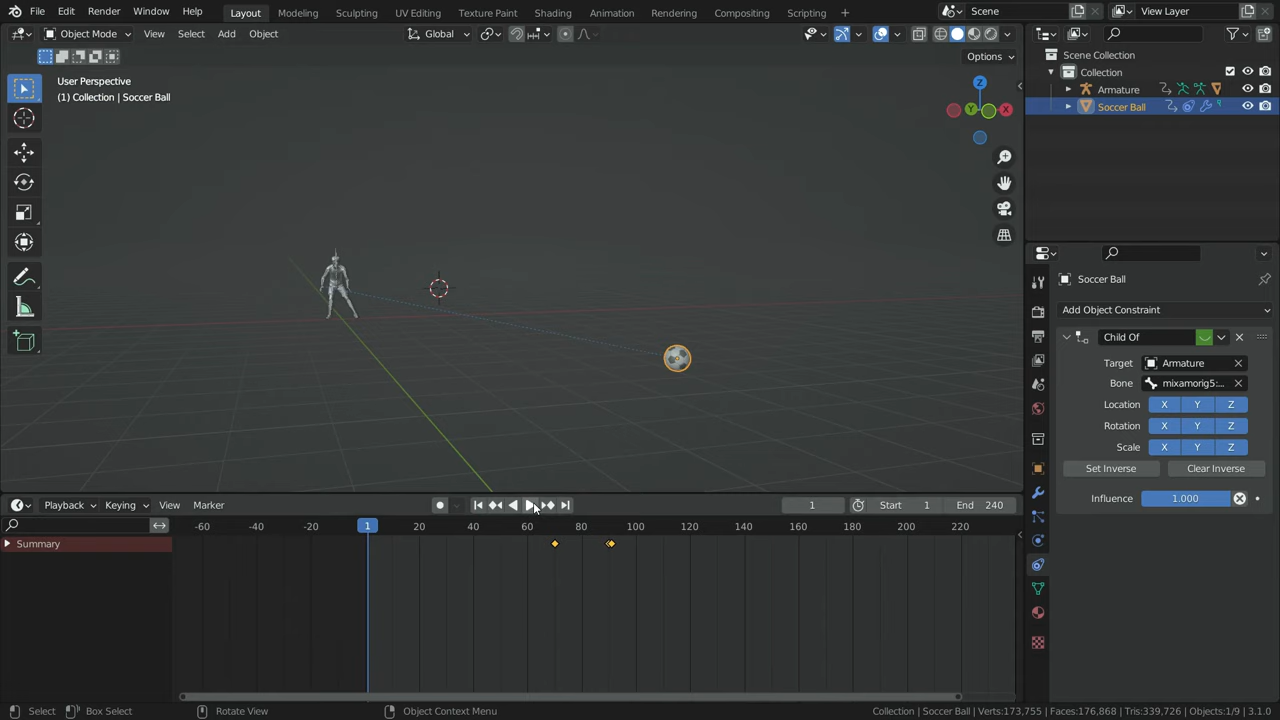 File Edit Render Window Help Layout Modeling Sculpting UV Editing Texture Paint Shading Animation Rendering Compositing Scripting + Scene View Layer
Object Mode View Select Add Object Global
Options
User Perspective
(1) Collection | Soccer Ball
Z
Y
X
Scene Collection
Collection
Armature
Soccer Ball
Soccer Ball
Add Object Constraint
Child Of
Target Armature
Bone mixamorig5:...
Location X Y Z
Rotation X Y Z
Scale X Y Z
Set Inverse Clear Inverse
Influence 1.000
Playback Keying View Marker 1 Start 1 End 240
-60 -40 -20 1 20 40 60 80 100 120 140 160 180 200 220
Summary
Select Box Select Rotate View Object Context Menu Collection | Soccer Ball | Verts:173,755 | Faces:176,868 | Tris:339,726 | Objects:1/9 | 3.1.0